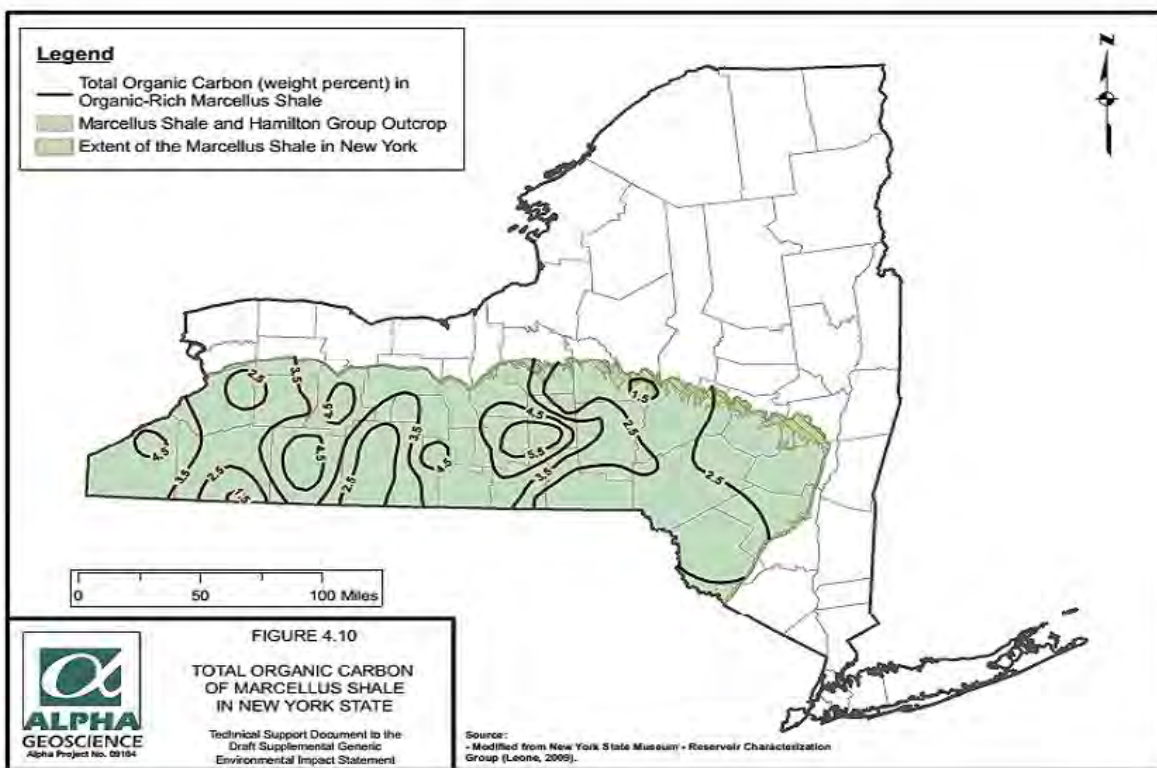 Legend
Total Organic Carbon (weight percent) in
Organic-Rich Marcellus Shale
Marcellus Shale and Hamilton Group Outcrop
Extent of the Marcellus Shale in New York
N
2.5
3.5
4.5
4.5
3.5
2.5
1.5
4.5
2.5
3.5
4.5
4.5
5.5
3.5
2.5
1.5
2.5
0 50 100 Miles
FIGURE 4.10
TOTAL ORGANIC CARBON
OF MARCELLUS SHALE
IN NEW YORK STATE
Technical Support Document to the
Draft Supplemental Generic
Environmental Impact Statement
α
ALPHA
GEOSCIENCE
Alpha Project No. 09104
Source:
- Modified from New York State Museum - Reservoir Characterization
Group (Leone, 2009).